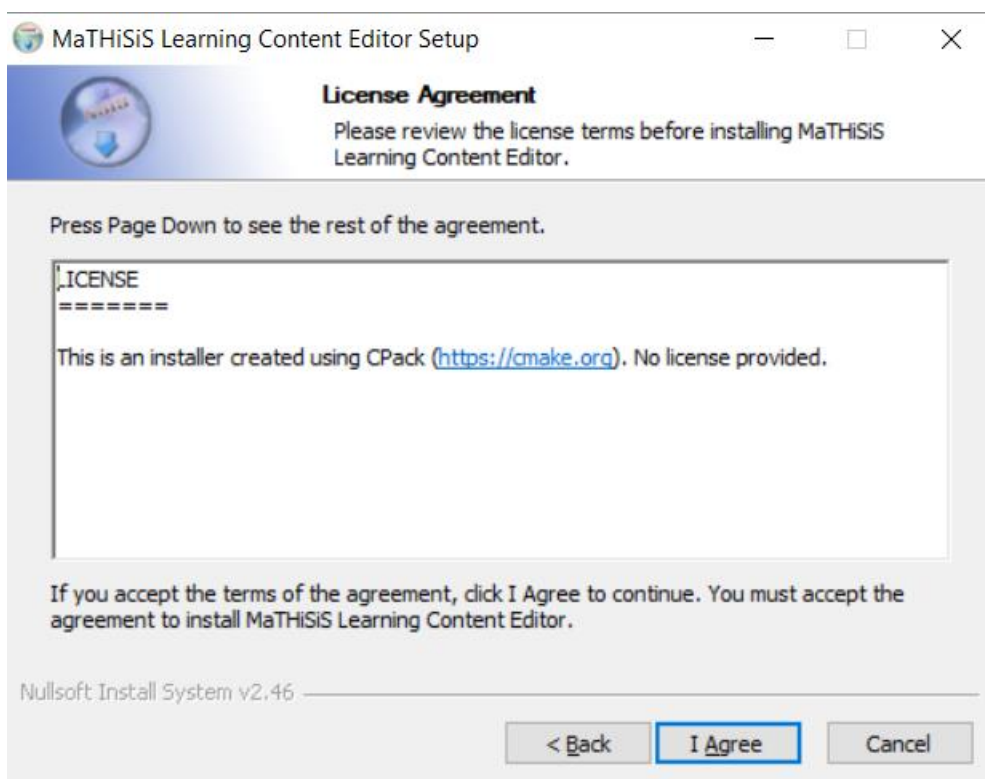 MaTHiSiS Learning Content Editor Setup
License Agreement
Please review the license terms before installing MaTHiSiS
Learning Content Editor.
Press Page Down to see the rest of the agreement.
LICENSE
=======
This is an installer created using CPack (https://cmake.org). No license provided.
If you accept the terms of the agreement, click I Agree to continue. You must accept the
agreement to install MaTHiSiS Learning Content Editor.
Nullsoft Install System v2.46
< Back I Agree Cancel